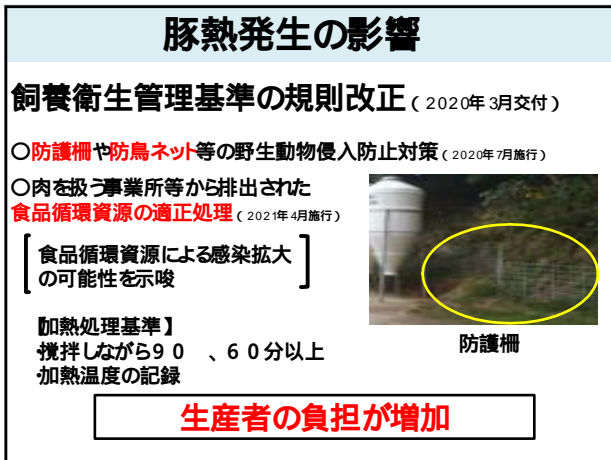 豚熱発生の影響
飼養衛生管理基準の規則改正(2020年3月交付)
○防護柵や防鳥ネット等の野生動物侵入防止対策(2020年7月施行)
○肉を扱う事業所等から排出された
食品循環資源の適正処理(2021年4月施行)
食品循環資源による感染拡大
の可能性を示唆
【加熱処理基準】
・攪拌しながら90 、60分以上
・加熱温度の記録
防護柵
生産者の負担が増加